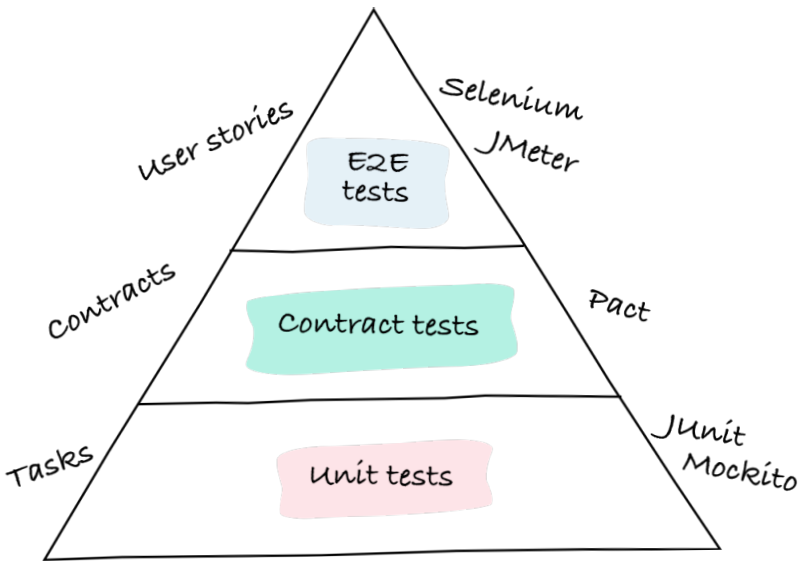 User stories
Selenium
JMeter
E2E
tests
Contracts
Contract tests
Pact
Tasks
Unit tests
JUnit
Mockito